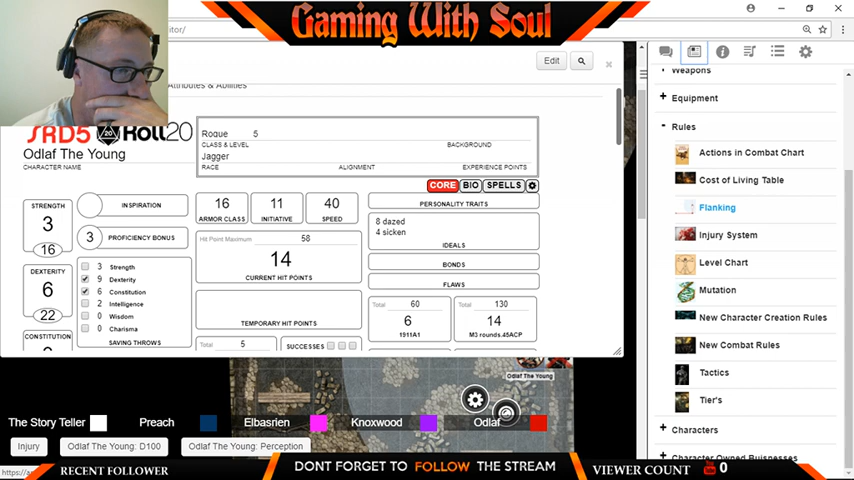 Gaming With Soul
itor/
Edit
Attributes & Abilities
SRD5 ROLL20
Odlaf The Young
CHARACTER NAME
Rogue 5
CLASS & LEVEL BACKGROUND
Jagger
RACE ALIGNMENT EXPERIENCE POINTS
CORE BIO SPELLS
STRENGTH
3
16
DEXTERITY
6
22
CONSTITUTION
INSPIRATION
3 PROFICIENCY BONUS
3 Strength
9 Dexterity
6 Constitution
2 Intelligence
0 Wisdom
0 Charisma
SAVING THROWS
16 11 40
ARMOR CLASS INITIATIVE SPEED
Hit Point Maximum 58
14
CURRENT HIT POINTS
TEMPORARY HIT POINTS
Total 5
SUCCESSES
PERSONALITY TRAITS
8 dazed
4 sicken
IDEALS
BONDS
FLAWS
Total 60
6
1911A1
Total 130
14
M3 rounds.45ACP
Weapons
Equipment
Rules
Actions in Combat Chart
Cost of Living Table
Flanking
Injury System
Level Chart
Mutation
New Character Creation Rules
New Combat Rules
Tactics
Tier's
Characters
Character Owned Buisnesses
Odlaf The Young
The Story Teller Preach Elbasrien Knoxwood Odlaf
Injury Odlaf The Young: D100 Odlaf The Young: Perception
https://a
RECENT FOLLOWER DONT FORGET TO FOLLOW THE STREAM VIEWER COUNT 0